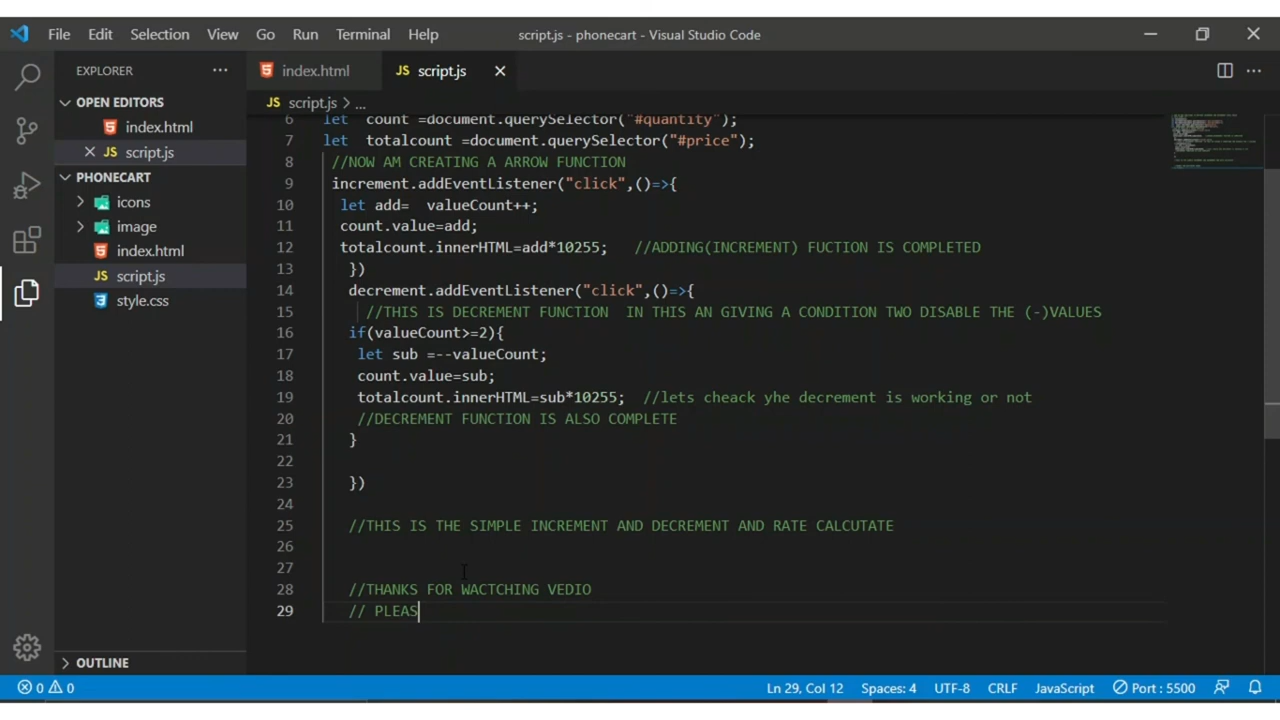 File Edit Selection View Go Run Terminal Help script.js - phonecart - Visual Studio Code
EXPLORER ... index.html JS script.js
OPEN EDITORS
index.html
JS script.js
PHONECART
icons
image
index.html
JS script.js
style.css
OUTLINE
JS script.js > ...
6 let count =document.querySelector("#quantity");
7 let totalcount =document.querySelector("#price");
8 //NOW AM CREATING A ARROW FUNCTION
9 increment.addEventListener("click",()=>{
10 let add= valueCount++;
11 count.value=add;
12 totalcount.innerHTML=add*10255; //ADDING(INCREMENT) FUCTION IS COMPLETED
13 })
14 decrement.addEventListener("click",()=>{
15 //THIS IS DECREMENT FUNCTION IN THIS AN GIVING A CONDITION TWO DISABLE THE (-)VALUES
16 if(valueCount>=2){
17 let sub =--valueCount;
18 count.value=sub;
19 totalcount.innerHTML=sub*10255; //lets cheack yhe decrement is working or not
20 //DECREMENT FUNCTION IS ALSO COMPLETE
21 }
22
23 })
24
25 //THIS IS THE SIMPLE INCREMENT AND DECREMENT AND RATE CALCUTATE
26
27
28 //THANKS FOR WACTCHING VEDIO
29 // PLEAS
0 0 Ln 29, Col 12 Spaces: 4 UTF-8 CRLF JavaScript Port : 5500